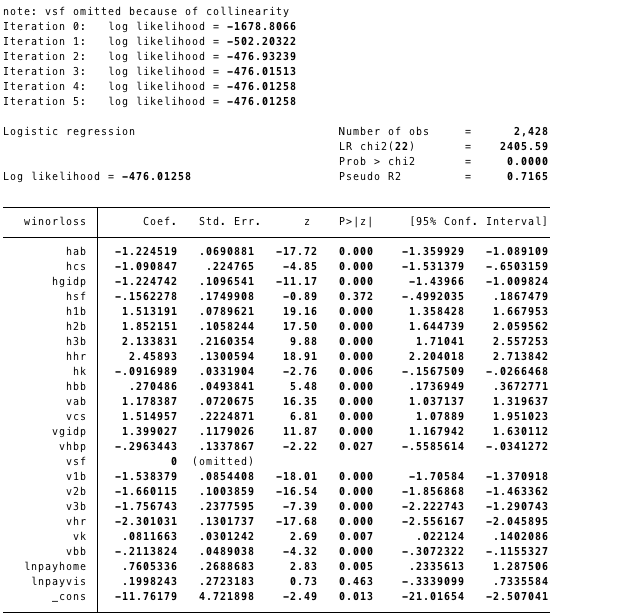 note: vsf omitted because of collinearity
Iteration 0:   log likelihood = -1678.8066
Iteration 1:   log likelihood = -502.20322
Iteration 2:   log likelihood = -476.93239
Iteration 3:   log likelihood = -476.01513
Iteration 4:   log likelihood = -476.01258
Iteration 5:   log likelihood = -476.01258
Logistic regression   Number of obs   =   2,428
LR chi2(22)   =   2405.59
Prob > chi2   =   0.0000
Log likelihood = -476.01258   Pseudo R2   =   0.7165
winorloss   Coef.   Std. Err.   z   P>|z|   [95% Conf. Interval]
hab   -1.224519   .0690881   -17.72   0.000   -1.359929   -1.089109
hcs   -1.090847   .224765   -4.85   0.000   -1.531379   -.6503159
hgidp   -1.224742   .1096541   -11.17   0.000   -1.43966   -1.009824
hsf   -.1562278   .1749908   -0.89   0.372   -.4992035   .1867479
h1b   1.513191   .0789621   19.16   0.000   1.358428   1.667953
h2b   1.852151   .1058244   17.50   0.000   1.644739   2.059562
h3b   2.133831   .2160354   9.88   0.000   1.71041   2.557253
hhr   2.45893   .1300594   18.91   0.000   2.204018   2.713842
hk   -.0916989   .0331904   -2.76   0.006   -.1567509   -.0266468
hbb   .270486   .0493841   5.48   0.000   .1736949   .3672771
vab   1.178387   .0720675   16.35   0.000   1.037137   1.319637
vcs   1.514957   .2224871   6.81   0.000   1.07889   1.951023
vgidp   1.399027   .1179026   11.87   0.000   1.167942   1.630112
vhbp   -.2963443   .1337867   -2.22   0.027   -.5585614   -.0341272
vsf   0   (omitted)
v1b   -1.538379   .0854408   -18.01   0.000   -1.70584   -1.370918
v2b   -1.660115   .1003859   -16.54   0.000   -1.856868   -1.463362
v3b   -1.756743   .2377595   -7.39   0.000   -2.222743   -1.290743
vhr   -2.301031   .1301737   -17.68   0.000   -2.556167   -2.045895
vk   .0811663   .0301242   2.69   0.007   .022124   .1402086
vbb   -.2113824   .0489038   -4.32   0.000   -.3072322   -.1155327
lnpayhome   .7605336   .2688683   2.83   0.005   .2335613   1.287506
lnpayvis   .1998243   .2723183   0.73   0.463   -.3339099   .7335584
_cons   -11.76179   4.721898   -2.49   0.013   -21.01654   -2.507041